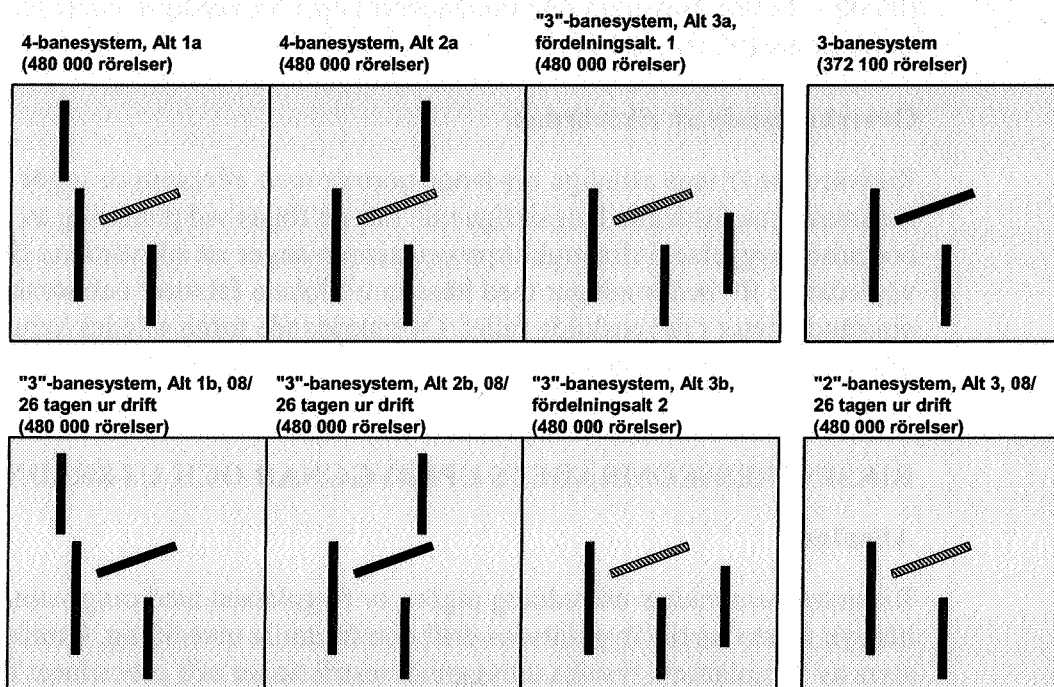 4-banesystem, Alt 1a
(480 000 rörelser)
4-banesystem, Alt 2a
(480 000 rörelser)
"3"-banesystem, Alt 3a,
fördelningsalt. 1
(480 000 rörelser)
3-banesystem
(372 100 rörelser)
"3"-banesystem, Alt 1b, 08/
26 tagen ur drift
(480 000 rörelser)
"3"-banesystem, Alt 2b, 08/
26 tagen ur drift
(480 000 rörelser)
"3"-banesystem, Alt 3b,
fördelningsalt 2
(480 000 rörelser)
"2"-banesystem, Alt 3, 08/
26 tagen ur drift
(480 000 rörelser)